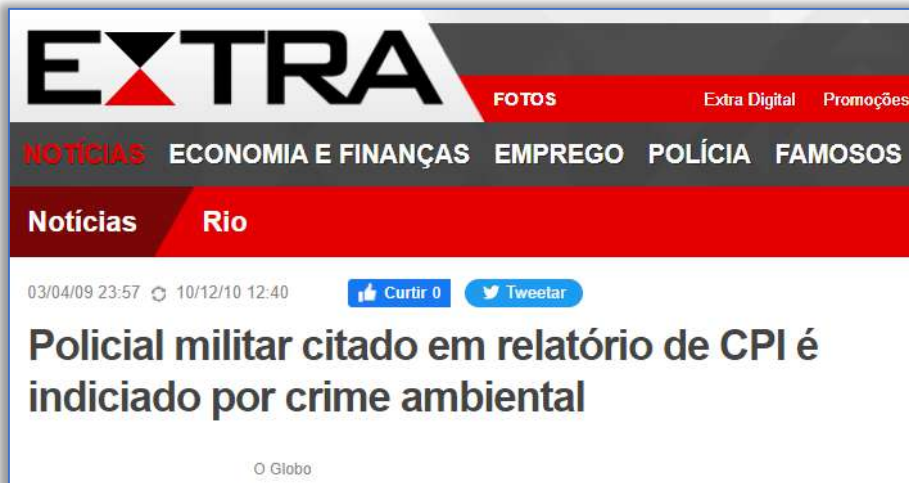 EXTRA
FOTOS Extra Digital Promoções
NOTÍCIAS ECONOMIA E FINANÇAS EMPREGO POLÍCIA FAMOSOS
Notícias Rio
03/04/09 23:57 10/12/10 12:40 Curtir 0 Tweetar
Policial militar citado em relatório de CPI é
indiciado por crime ambiental
O Globo